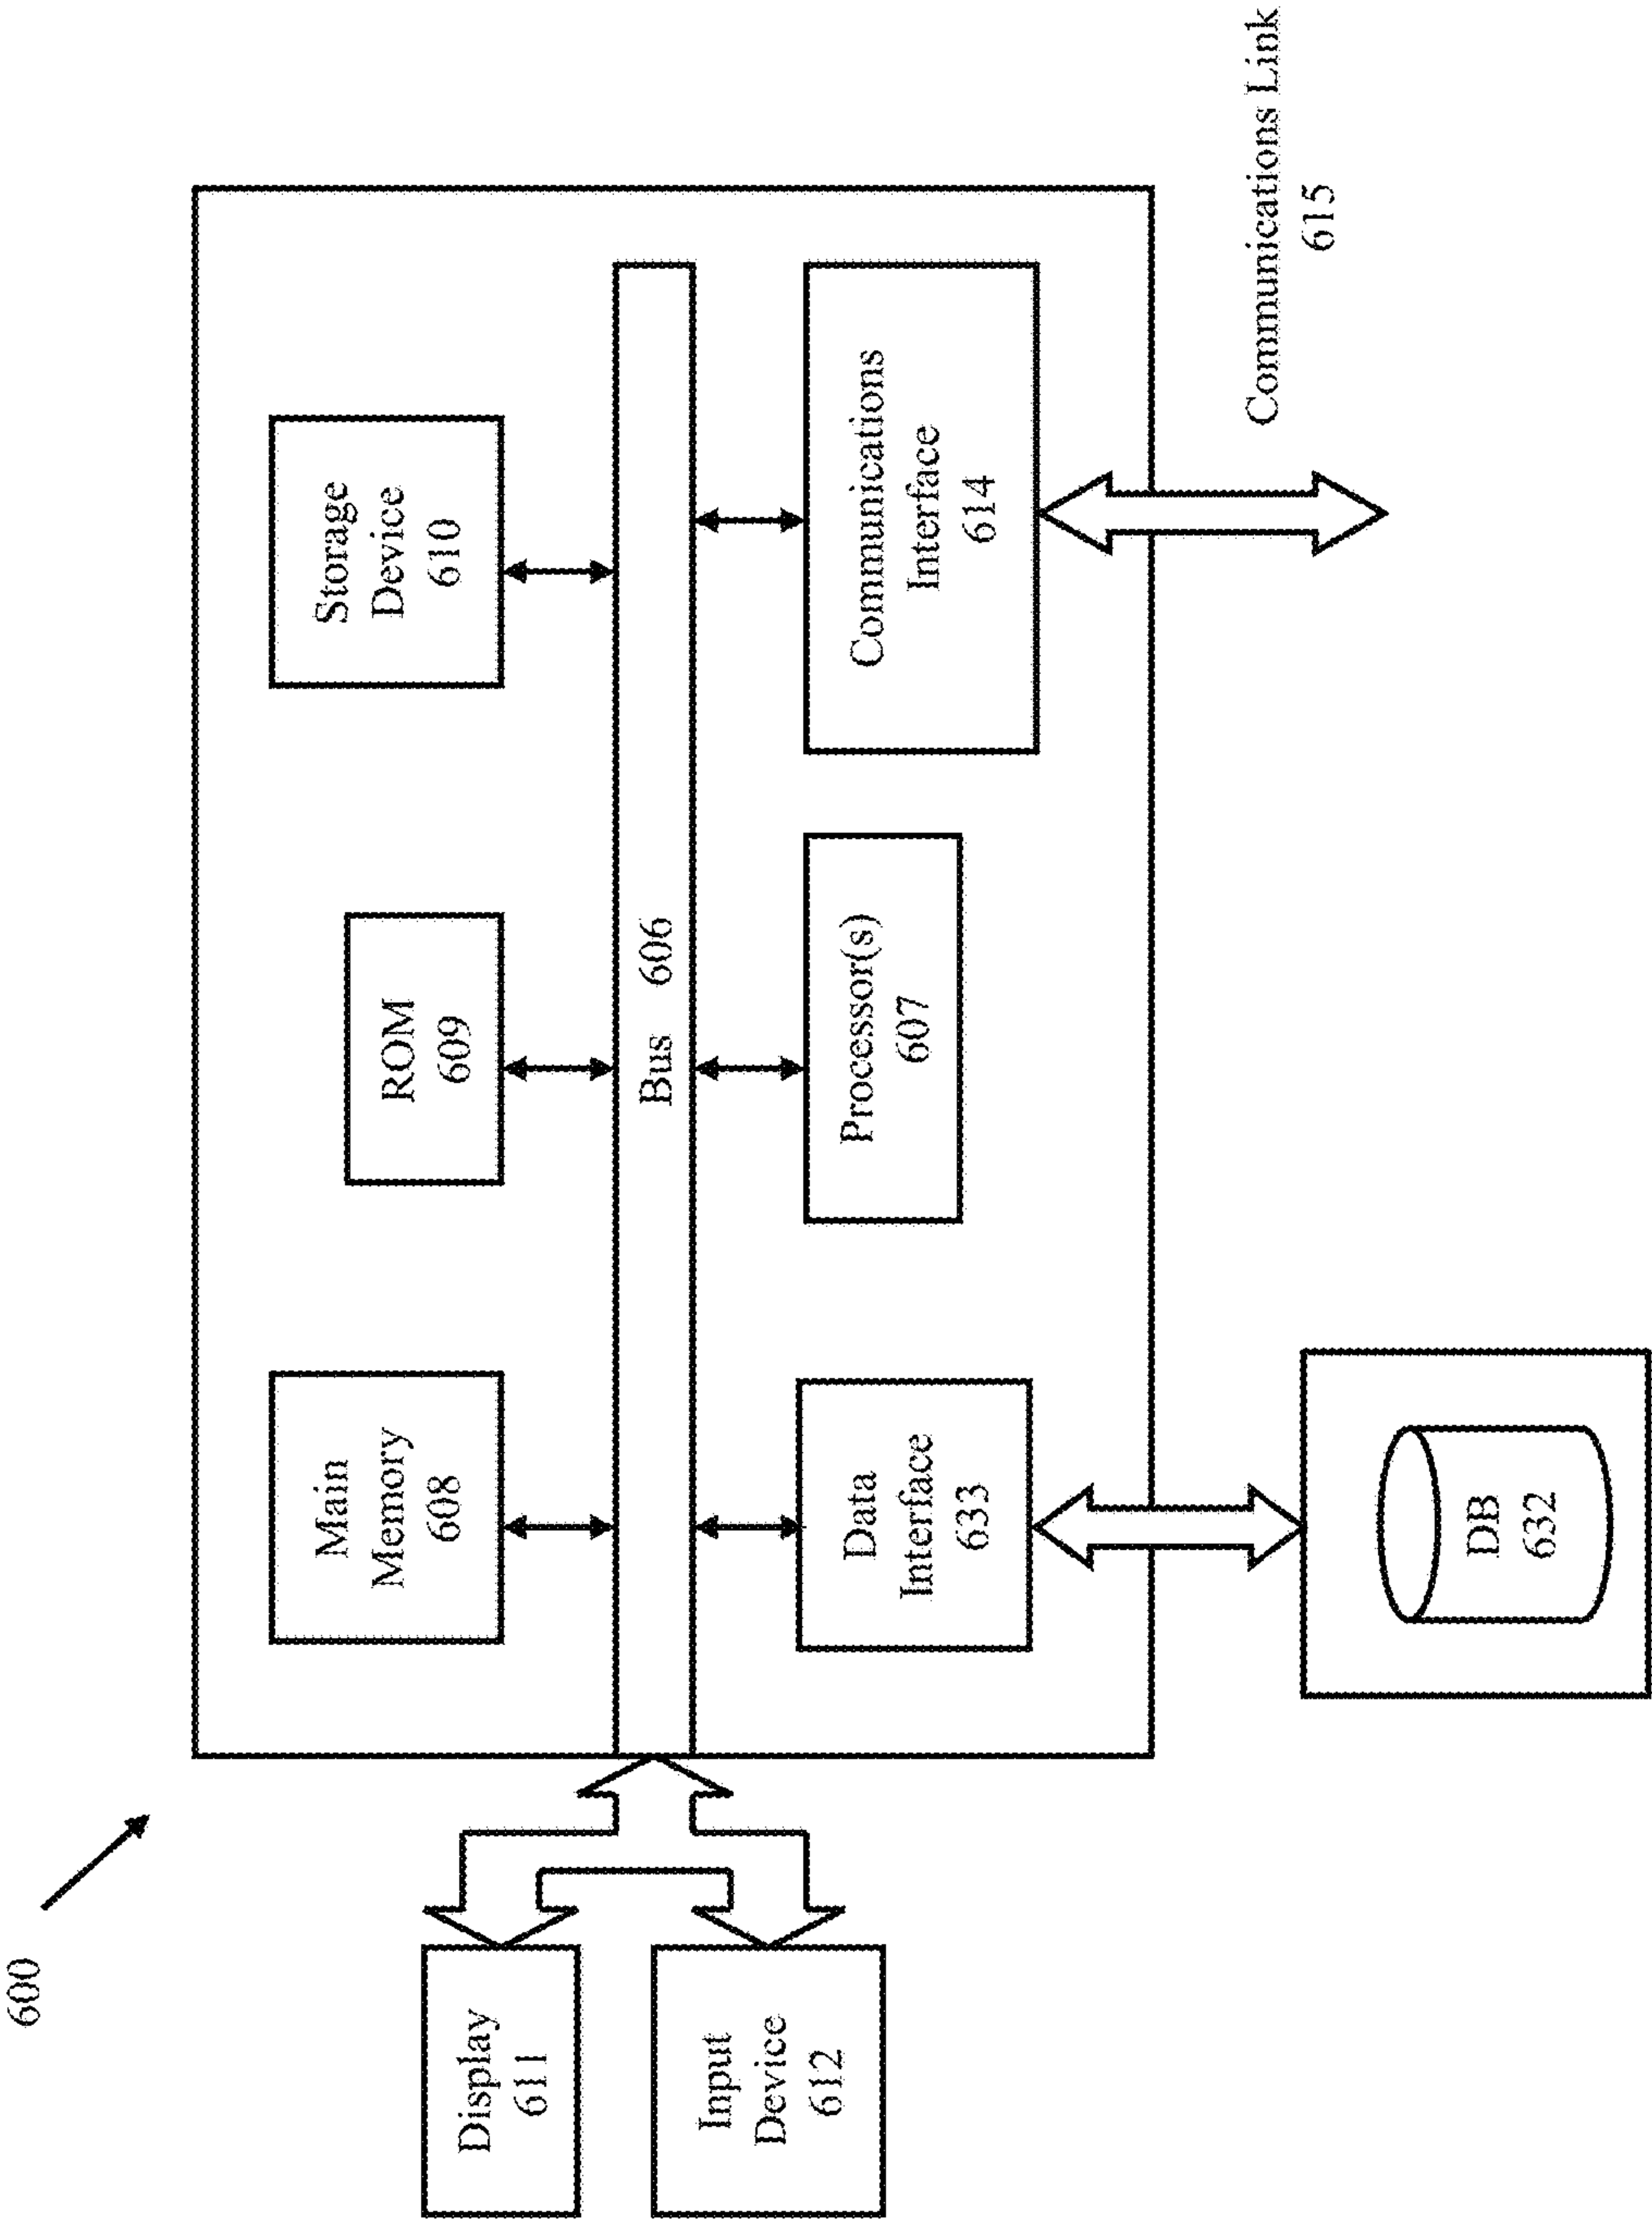 600
Main
Memory
608
ROM
609
Storage
Device
610
Display
611
Bus 606
Input
Device
612
Data
Interface
633
Processor(s)
607
Communications
Interface
614
Communications Link
615
DB
632